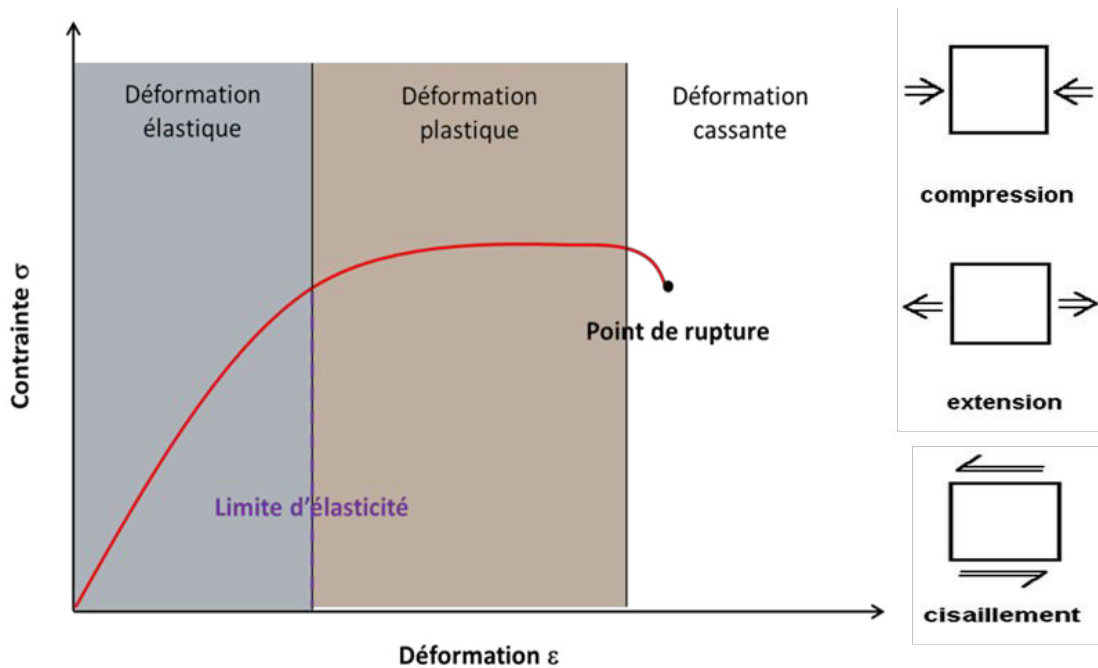 Déformation
élastique
Déformation
plastique
Déformation
cassante
Contrainte σ
Point de rupture
Limite d'élasticité
Déformation ε
compression
extension
cisaillement